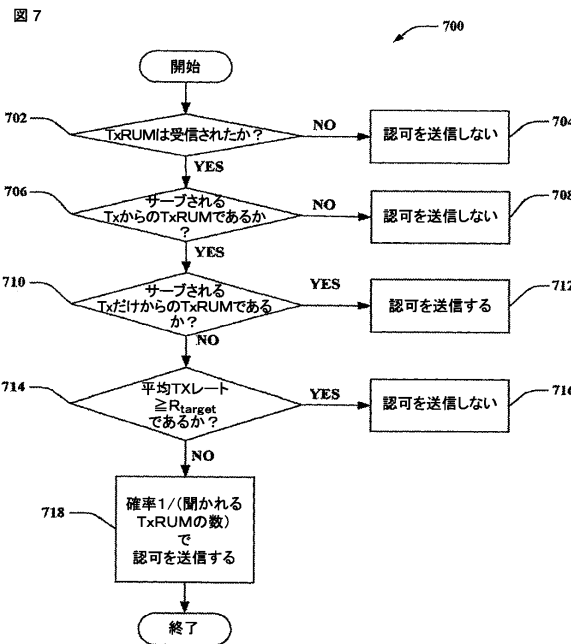 図 7
700
開始
702
TxRUMは受信されたか？
NO
認可を送信しない
704
YES
706
サーブされる
TxからのTxRUMであるか
？
NO
認可を送信しない
708
YES
710
サーブされる
TxだけからのTxRUMである
か？
YES
認可を送信する
712
NO
714
平均TXレート
≧Rtarget
であるか？
YES
認可を送信しない
716
NO
718
確率1/(聞かれる
TxRUMの数)
で
認可を送信する
終了